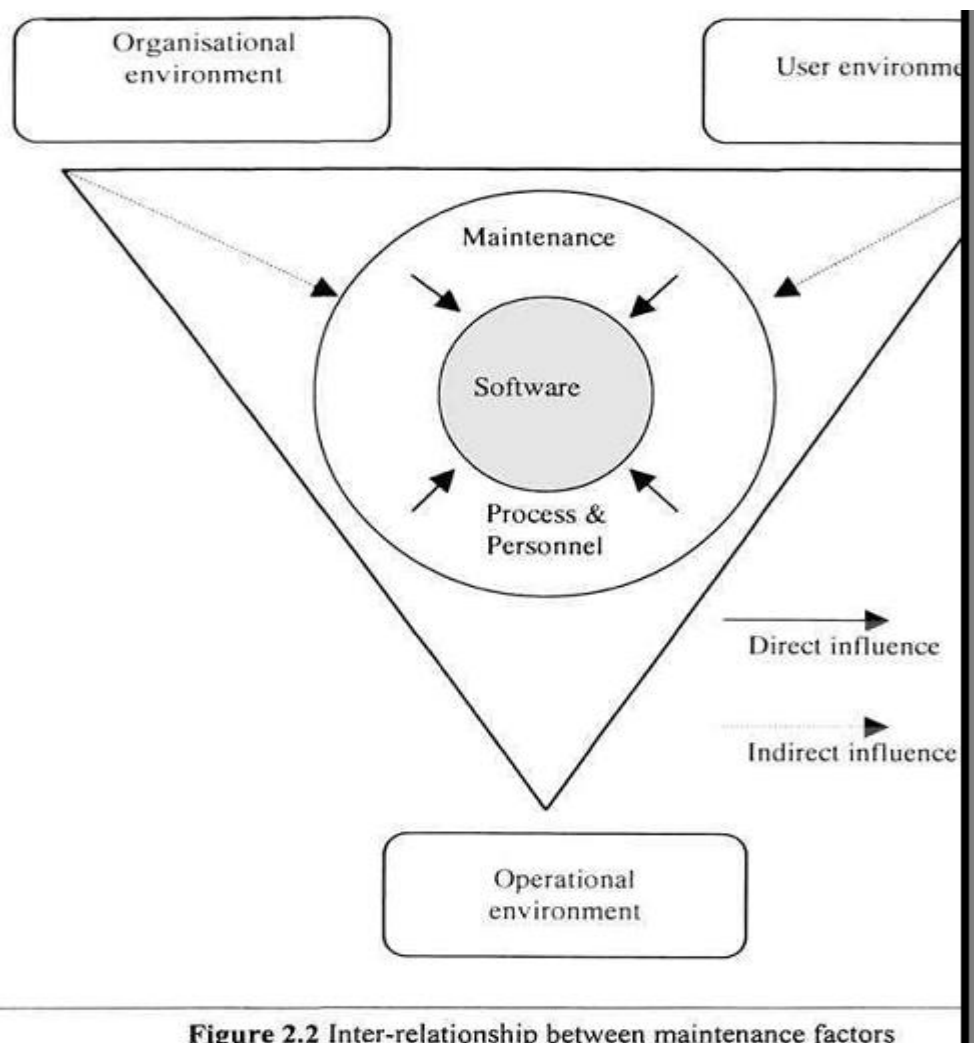 Organisational
environment
User environme
Maintenance
Software
Process &
Personnel
Direct influence
Indirect influence
Operational
environment
Figure 2.2 Inter-relationship between maintenance factors